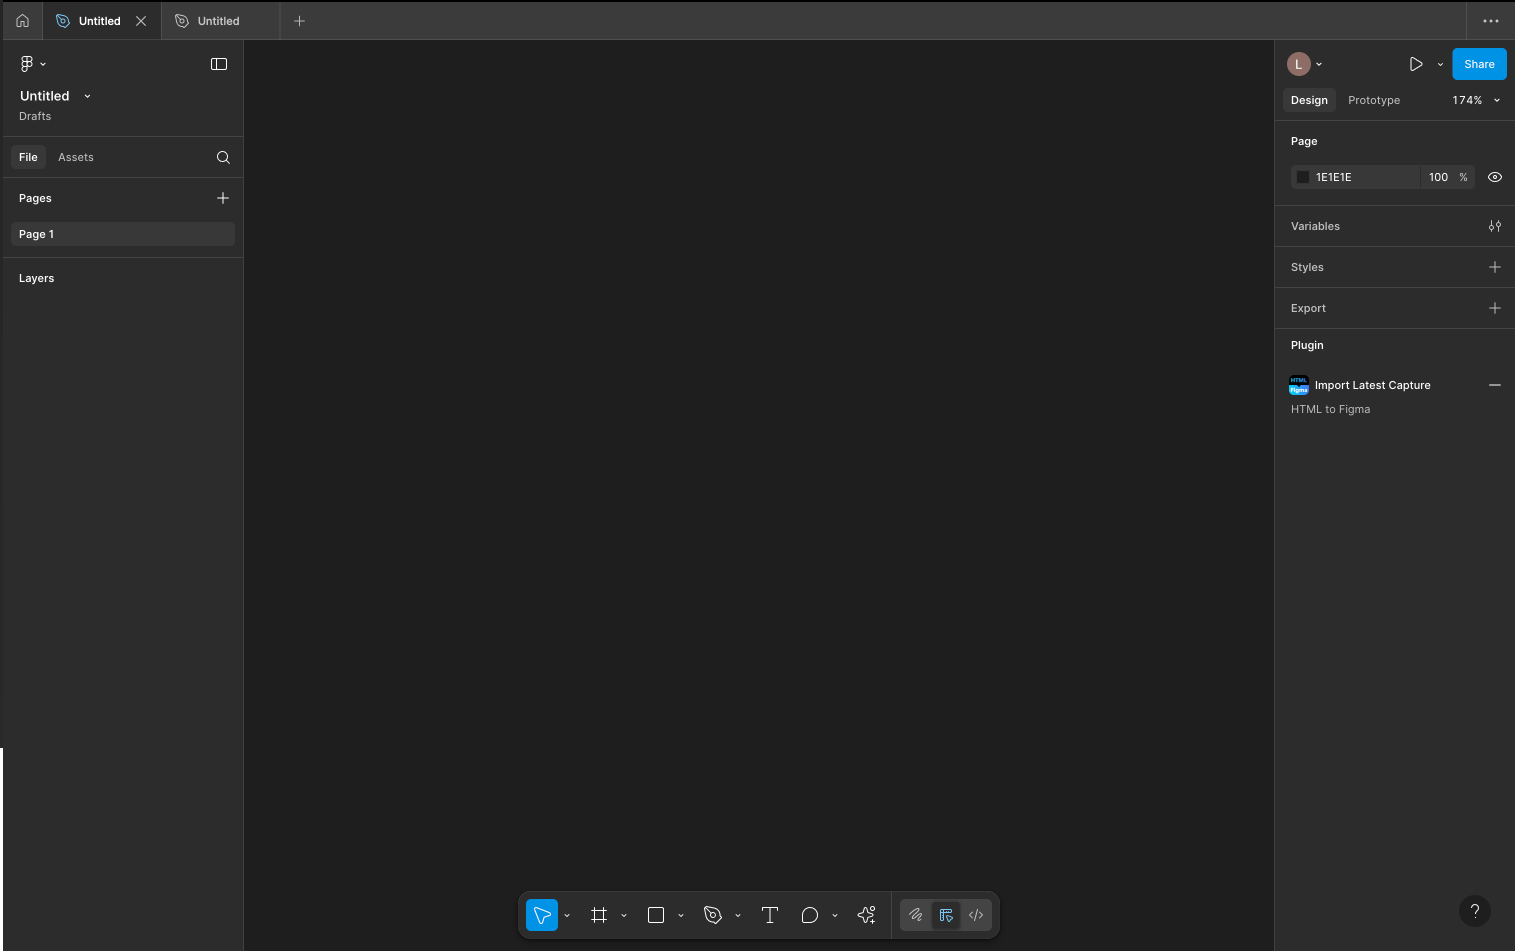 Untitled
Untitled
Untitled
Drafts
File
Assets
Pages
Page 1
Layers
L
Share
Design
Prototype
174%
Page
1E1E1E
100 %
Variables
Styles
Export
Plugin
HTML
Figma
Import Latest Capture
HTML to Figma
T
</>
?